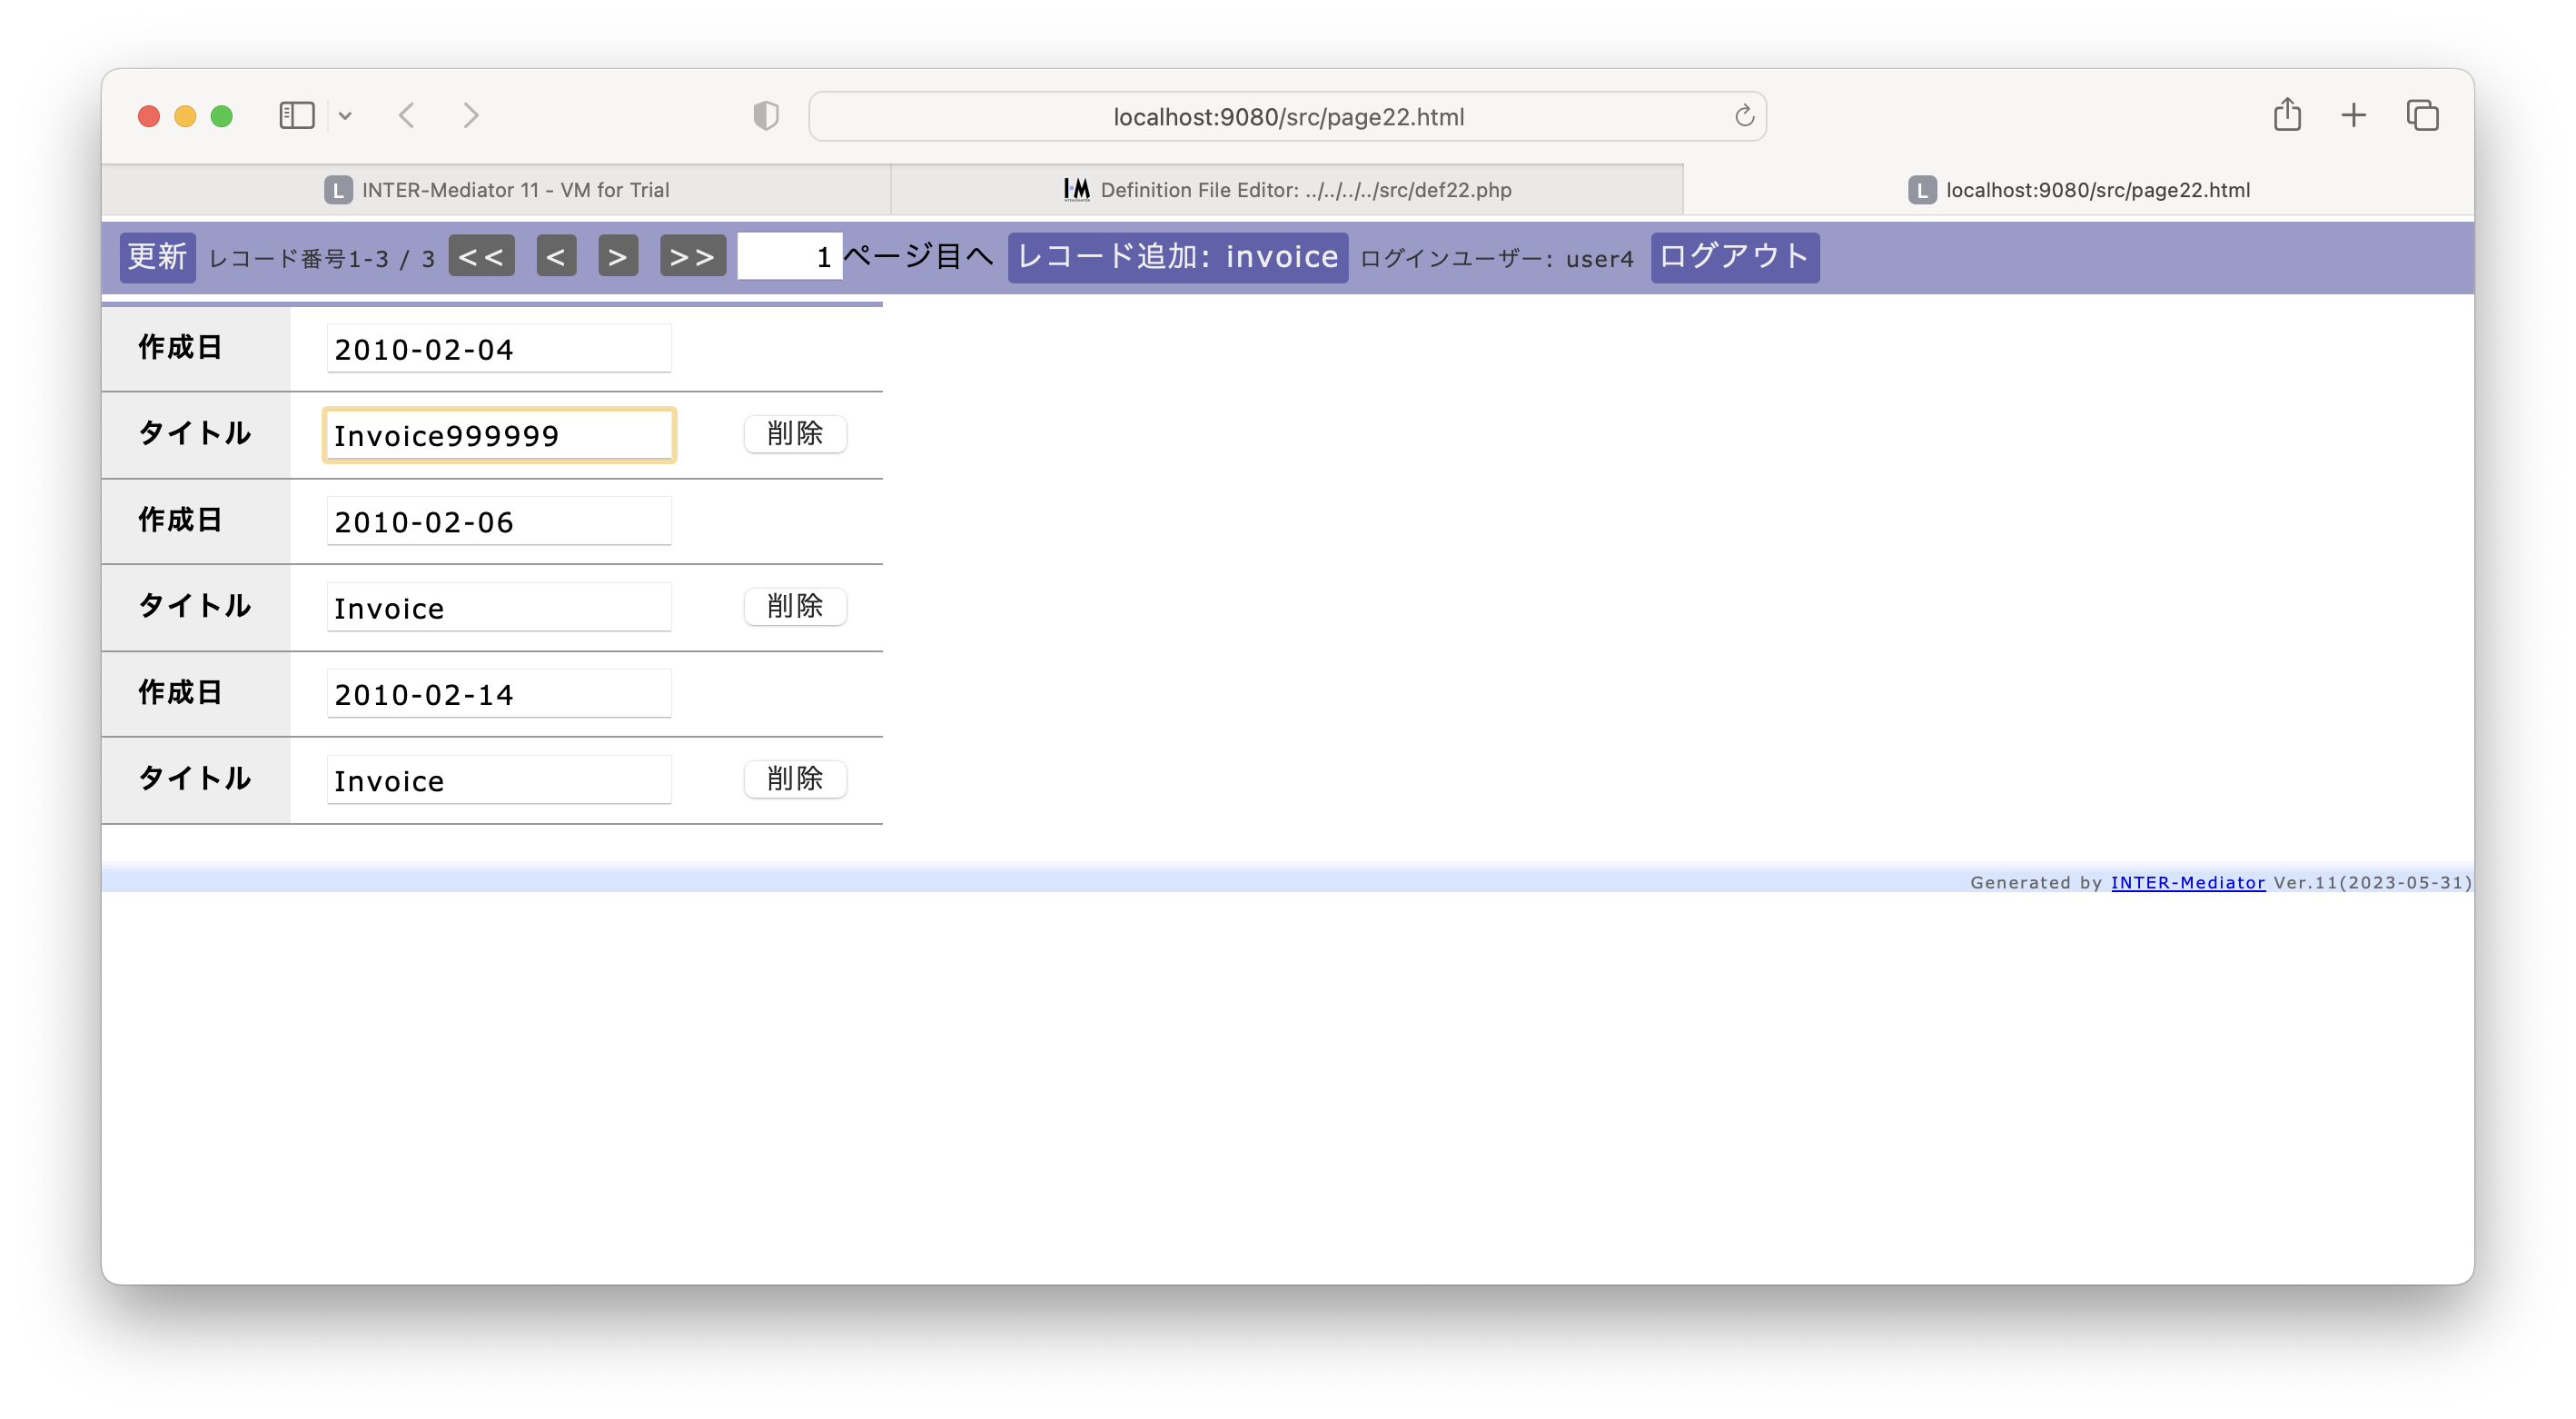 localhost:9080/src/page22.html
L INTER-Mediator 11 - VM for Trial
Definition File Editor: ../../../../src/def22.php
L localhost:9080/src/page22.html
更新 レコード番号1-3 / 3 << < > >> 1 ページ目へ レコード追加: invoice ログインユーザー: user4 ログアウト
作成日 2010-02-04
タイトル Invoice999999 削除
作成日 2010-02-06
タイトル Invoice 削除
作成日 2010-02-14
タイトル Invoice 削除
Generated by INTER-Mediator Ver.11(2023-05-31)